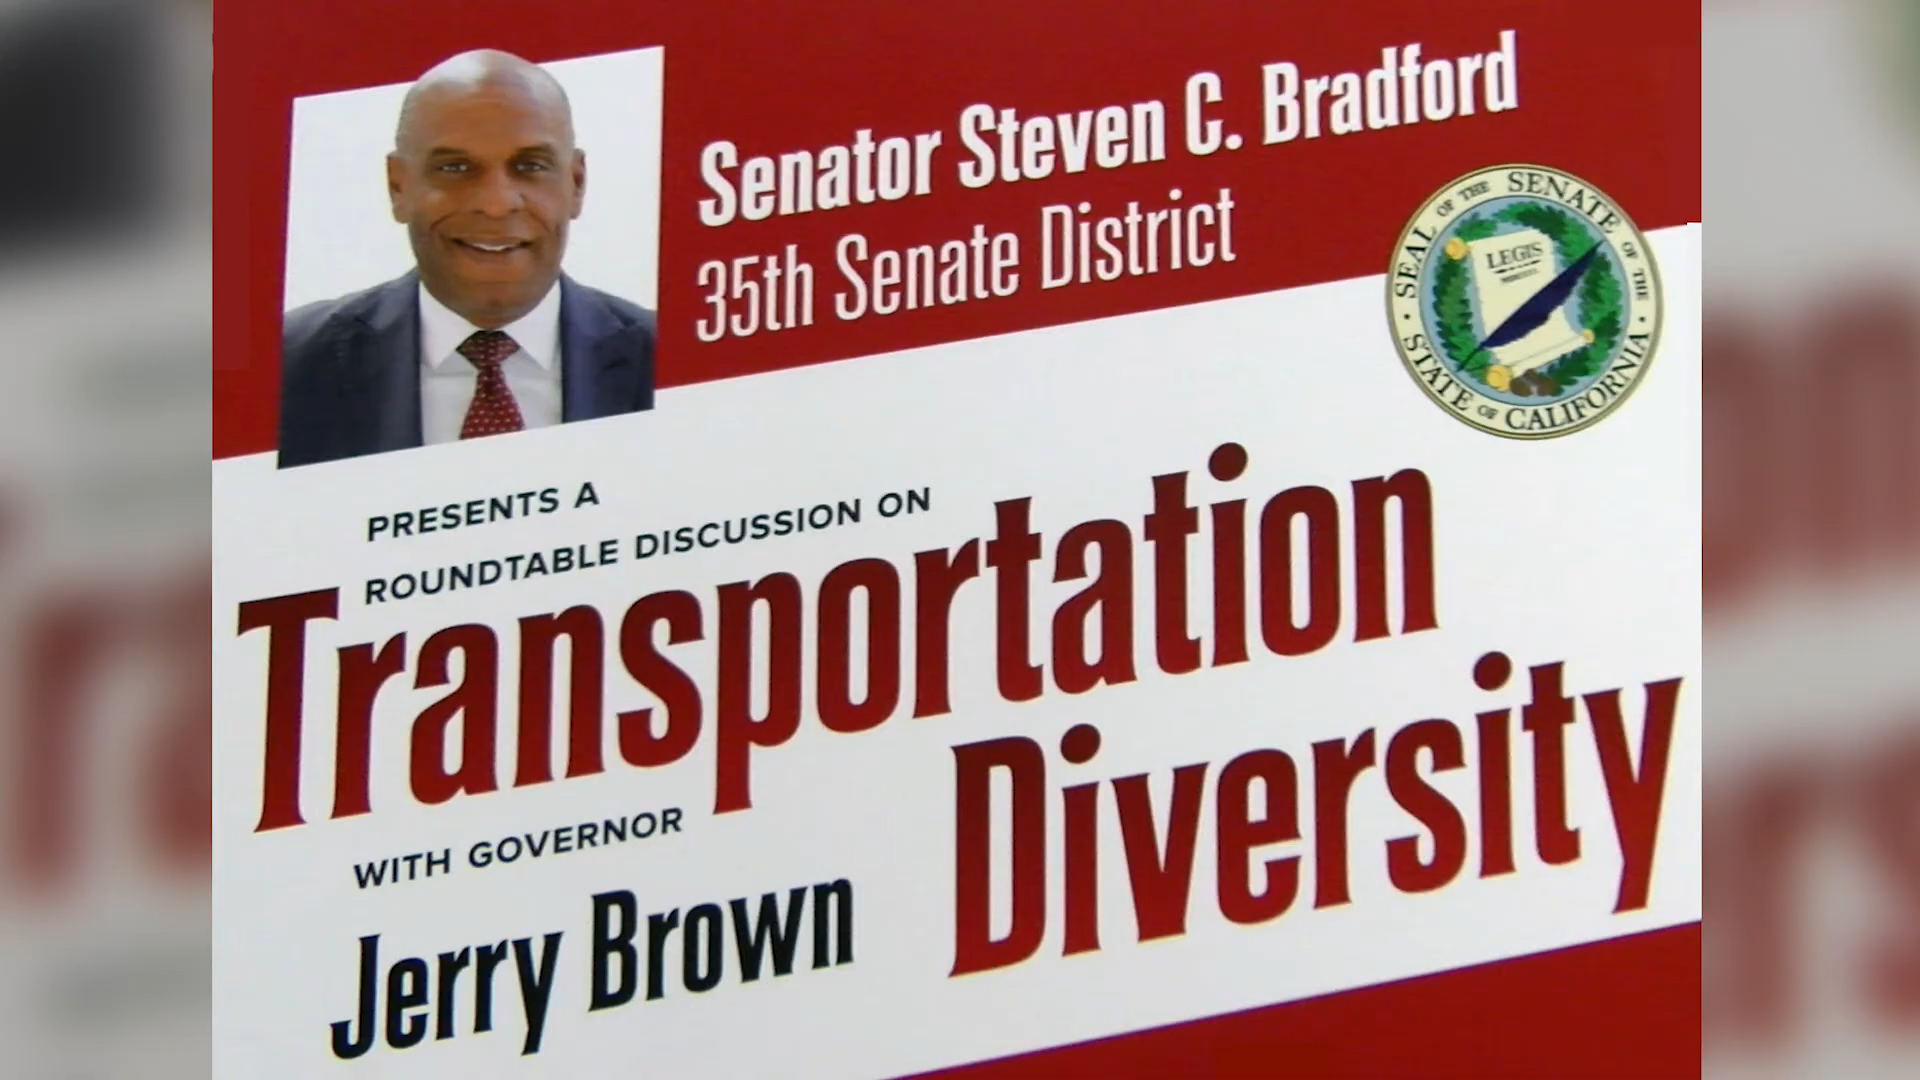 Senator Steven C. Bradford
35th Senate District
SEAL OF THE SENATE OF THE STATE OF CALIFORNIA
LEGIS
PRESENTS A
ROUNDTABLE DISCUSSION ON
Transportation
Diversity
WITH GOVERNOR
Jerry Brown